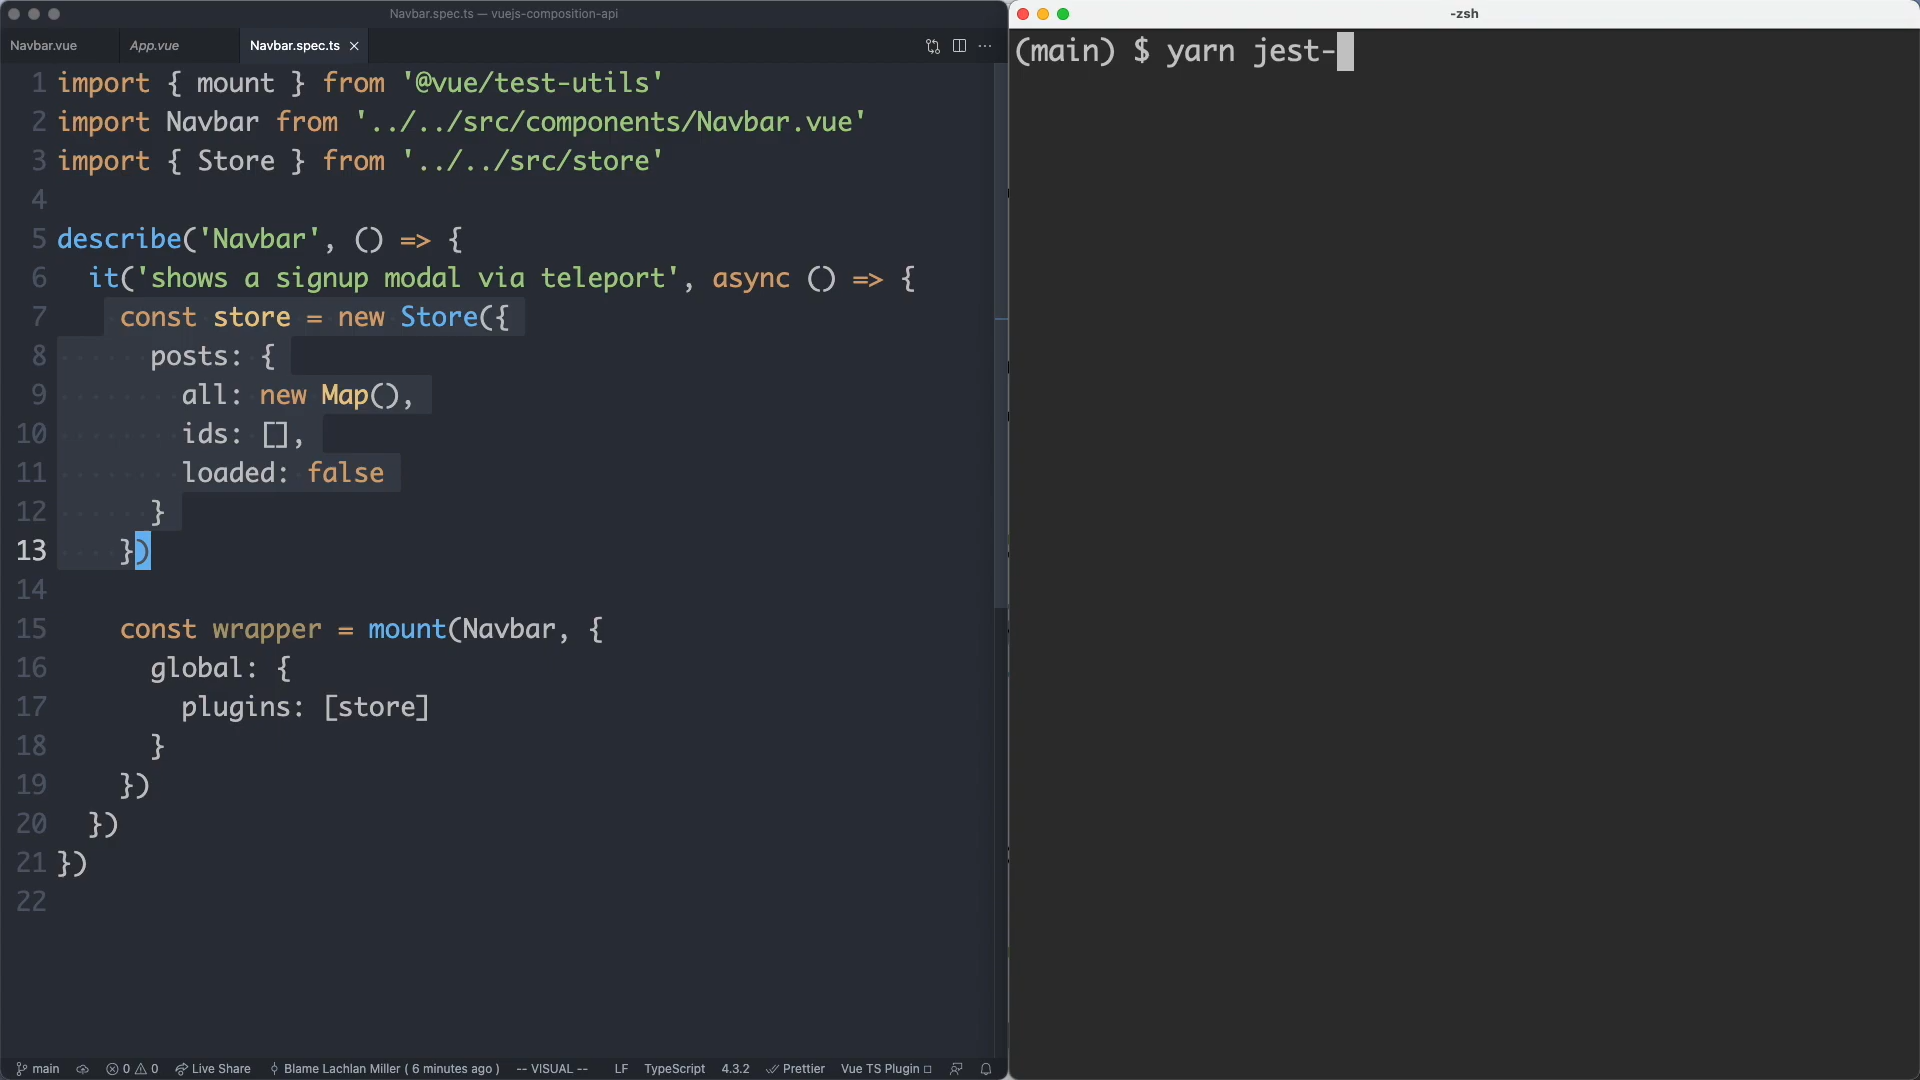 Navbar.spec.ts — vuejs-composition-api
Navbar.vue
App.vue
Navbar.spec.ts
1 import { mount } from '@vue/test-utils'
2 import Navbar from '../../src/components/Navbar.vue'
3 import { Store } from '../../src/store'
4
5 describe('Navbar', () => {
6 it('shows a signup modal via teleport', async () => {
7 const store = new Store({
8 posts: {
9 all: new Map(),
10 ids: [],
11 loaded: false
12 }
13 })
14
15 const wrapper = mount(Navbar, {
16 global: {
17 plugins: [store]
18 }
19 })
20 })
21 })
22
main 0 0 Live Share Blame Lachlan Miller ( 6 minutes ago ) -- VISUAL -- LF TypeScript 4.3.2 Prettier Vue TS Plugin
-zsh
(main) $ yarn jest-